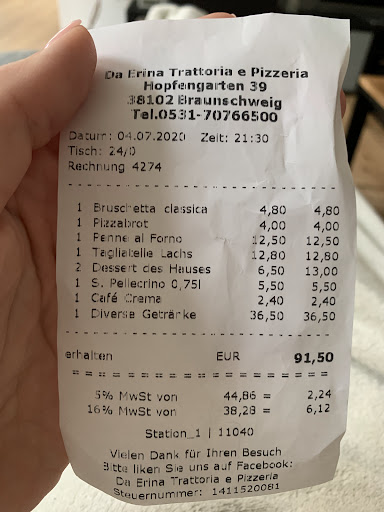 Da Erina Trattoria e Pizzeria
Hopfengarten 39
38102 Braunschweig
Tel.0531-70766500
Datum: 04.07.2020 Zeit: 21:30
Tisch: 24/0
Rechnung 4274
1 Bruschetta classica 4,80 4,80
1 Pizzabrot 4,00 4,00
1 Penne al Forno 12,50 12,50
1 Tagliatelle Lachs 12,80 12,80
2 Dessert des Hauses 6,50 13,00
1 S. Pellecrino 0,75l 5,50 5,50
1 Café Crema 2,40 2,40
1 Diverse Getränke 36,50 36,50
erhalten EUR 91,50
5% MwSt von 44,86 = 2,24
16% MwSt von 38,28 = 6,12
Station_1 | 11040
Vielen Dank für Ihren Besuch
Bitte liken Sie uns auf Facebook:
Da Erina Trattoria e Pizzeria
Steuernummer: 1411520081